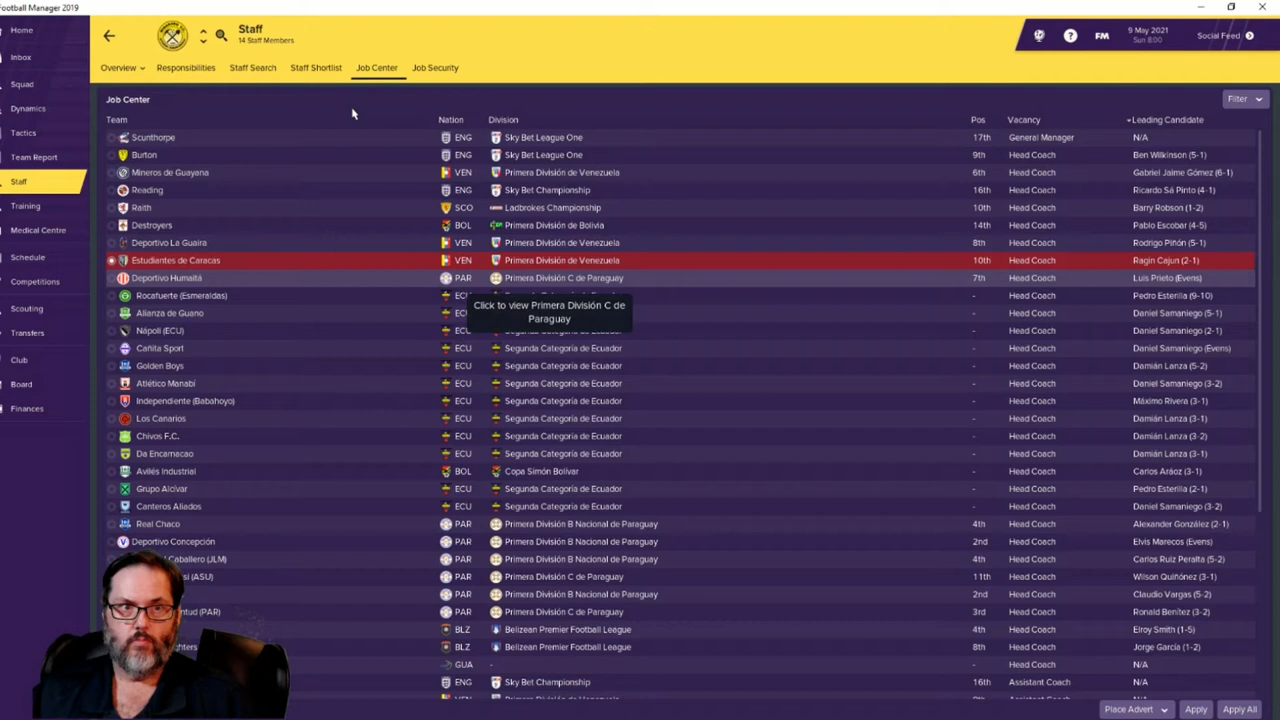 Football Manager 2019
Home
Inbox
Squad
Dynamics
Tactics
Team Report
Staff
Training
Medical Centre
Schedule
Competitions
Scouting
Transfers
Club
Board
Finances
Staff
14 Staff Members
9 May 2021
Sun 8:00
FM
?
Social Feed
Overview Responsibilities Staff Search Staff Shortlist Job Center Job Security
Job Center
Filter
Team Nation Division Pos Vacancy Leading Candidate
Scunthorpe ENG Sky Bet League One 17th General Manager N/A
Burton ENG Sky Bet League One 9th Head Coach Ben Wilkinson (5-1)
Mineros de Guayana VEN Primera División de Venezuela 6th Head Coach Gabriel Jaime Gómez (6-1)
Reading ENG Sky Bet Championship 16th Head Coach Ricardo Sá Pinto (4-1)
Raith SCO Ladbrokes Championship 10th Head Coach Barry Robson (1-2)
Destroyers BOL Primera División de Bolivia 14th Head Coach Pablo Escobar (4-5)
Deportivo La Guaira VEN Primera División de Venezuela 8th Head Coach Rodrigo Piñón (5-1)
Estudiantes de Caracas VEN Primera División de Venezuela 10th Head Coach Ragin Cajun (2-1)
Deportivo Humaitá PAR Primera División C de Paraguay 7th Head Coach Luis Prieto (Evens)
Rocafuerte (Esmeraldas) - Head Coach Pedro Esterilla (9-10)
Click to view Primera División C de
Paraguay
Alianza de Guano - Head Coach Daniel Samaniego (5-1)
Nápoli (ECU) ECU Segunda Categoría de Ecuador - Head Coach Daniel Samaniego (2-1)
Cañita Sport ECU Segunda Categoría de Ecuador - Head Coach Daniel Samaniego (Evens)
Golden Boys ECU Segunda Categoría de Ecuador - Head Coach Damián Lanza (5-2)
Atlético Manabí ECU Segunda Categoría de Ecuador - Head Coach Daniel Samaniego (3-2)
Independiente (Babahoyo) ECU Segunda Categoría de Ecuador - Head Coach Máximo Rivera (3-1)
Los Canarios ECU Segunda Categoría de Ecuador - Head Coach Damián Lanza (3-1)
Chivos F.C. ECU Segunda Categoría de Ecuador - Head Coach Damián Lanza (3-2)
Da Encarnacao ECU Segunda Categoría de Ecuador - Head Coach Damián Lanza (3-1)
Avilés Industrial BOL Copa Simón Bolívar - Head Coach Carlos Aráoz (3-1)
Grupo Alcívar ECU Segunda Categoría de Ecuador - Head Coach Pedro Esterilla (2-1)
Canteros Aliados ECU Segunda Categoría de Ecuador - Head Coach Daniel Samaniego (3-2)
Real Chaco PAR Primera División B Nacional de Paraguay 4th Head Coach Alexander González (2-1)
Deportivo Concepción PAR Primera División B Nacional de Paraguay 2nd Head Coach Elvis Marecos (Evens)
Caballero (JLM) PAR Primera División B Nacional de Paraguay 4th Head Coach Carlos Ruiz Peralta (5-2)
(ASU) PAR Primera División C de Paraguay 11th Head Coach Wilson Quiñónez (3-1)
PAR Primera División B Nacional de Paraguay 2nd Head Coach Claudio Vargas (5-2)
(PAR) PAR Primera División C de Paraguay 3rd Head Coach Ronald Benítez (3-2)
BLZ Belizean Premier Football League 4th Head Coach Elroy Smith (1-5)
BLZ Belizean Premier Football League 8th Head Coach Jorge García (1-2)
GUA - Head Coach N/A
ENG Sky Bet Championship 16th Assistant Coach N/A
Place Advert Apply Apply All